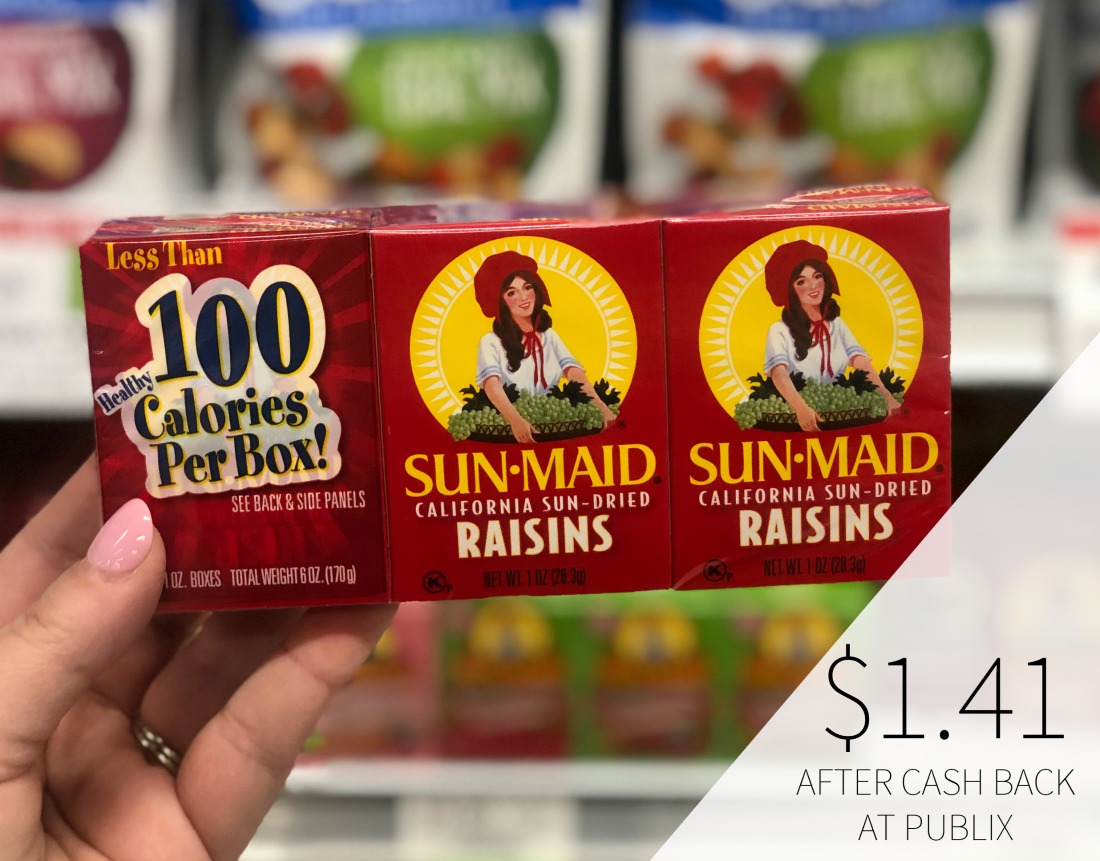 Less Than
100
Healthy
Calories
Per Box!
SEE BACK & SIDE PANELS
1 OZ. BOXES TOTAL WEIGHT 6 OZ. (170g)
SUN·MAID®
CALIFORNIA SUN-DRIED
RAISINS
K P
NET WT. 1 OZ (28.3g)
SUN·MAID®
CALIFORNIA SUN-DRIED
RAISINS
K P
NET WT. 1 OZ (28.3g)
$1.41
AFTER CASH BACK
AT PUBLIX